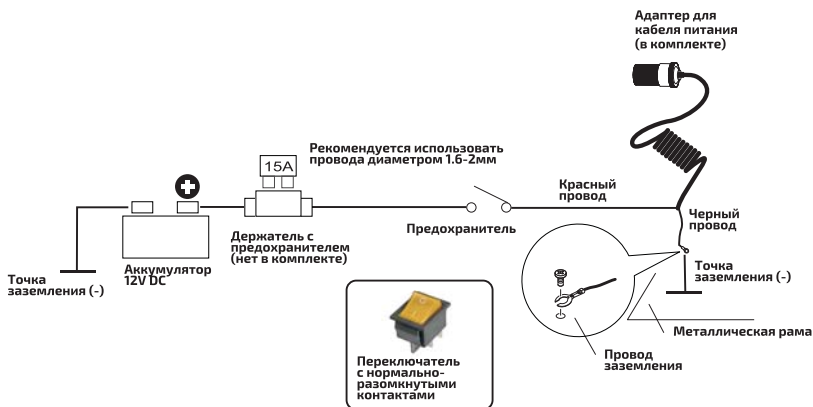 Адаптер для
кабеля питания
(в комплекте)
Рекомендуется использовать
провода диаметром 1.6-2мм
15A
Красный
провод
Черный
провод
Предохранитель
Держатель с
предохранителем
(нет в комплекте)
Аккумулятор
12V DC
Точка
заземления (-)
Точка
заземления (-)
Металлическая рама
Провод
заземления
Переключатель
с нормально-
разомкнутыми
контактами